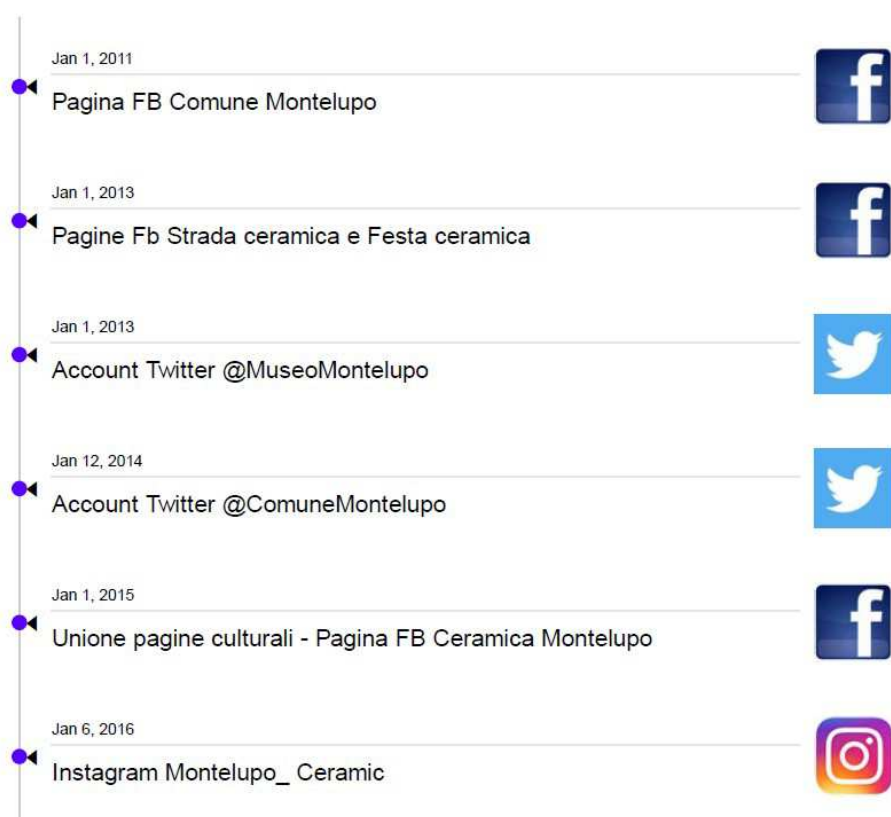 Jan 1, 2011
Pagina FB Comune Montelupo
Jan 1, 2013
Pagine Fb Strada ceramica e Festa ceramica
Jan 1, 2013
Account Twitter @MuseoMontelupo
Jan 12, 2014
Account Twitter @ComuneMontelupo
Jan 1, 2015
Unione pagine culturali - Pagina FB Ceramica Montelupo
Jan 6, 2016
Instagram Montelupo_ Ceramic